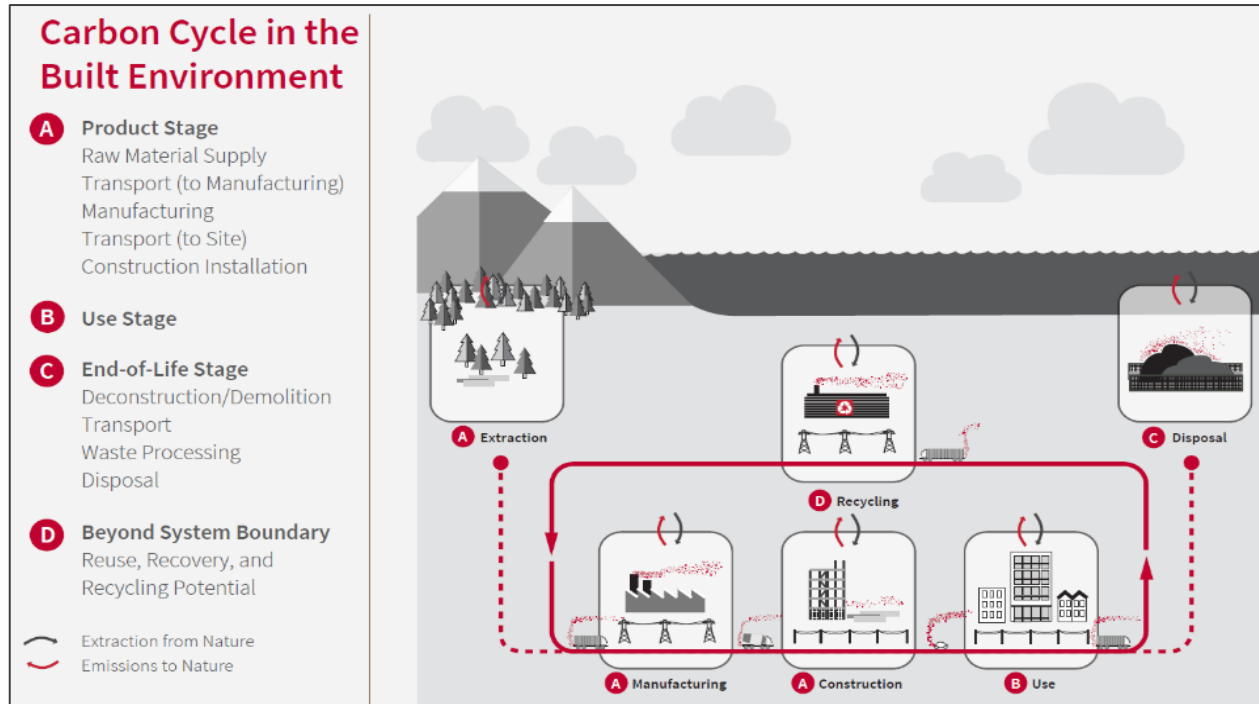 Carbon Cycle in the
Built Environment
A Product Stage
Raw Material Supply
Transport (to Manufacturing)
Manufacturing
Transport (to Site)
Construction Installation
B Use Stage
C End-of-Life Stage
Deconstruction/Demolition
Transport
Waste Processing
Disposal
D Beyond System Boundary
Reuse, Recovery, and
Recycling Potential
Extraction from Nature
Emissions to Nature
A Extraction
C Disposal
D Recycling
A Manufacturing
A Construction
B Use